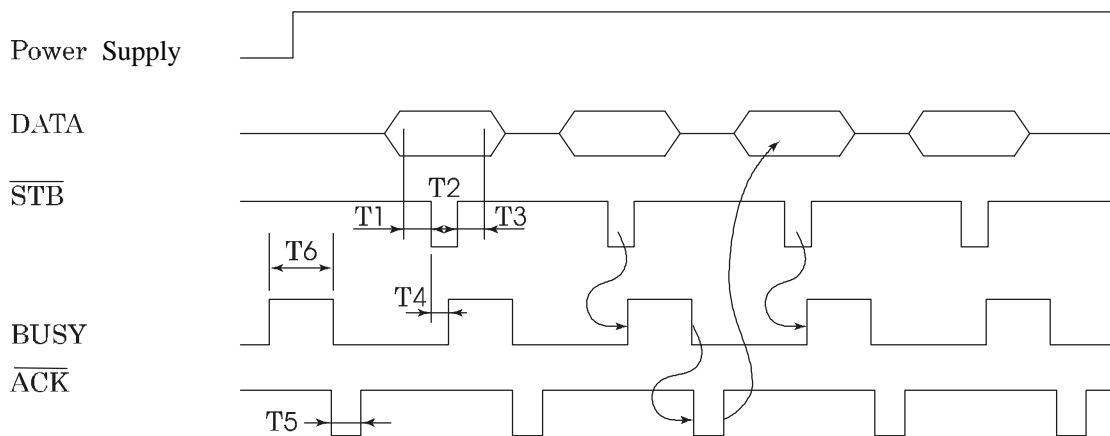 Power Supply
DATA
T2
STB
T1
T3
T6
T4
BUSY
ACK
T5